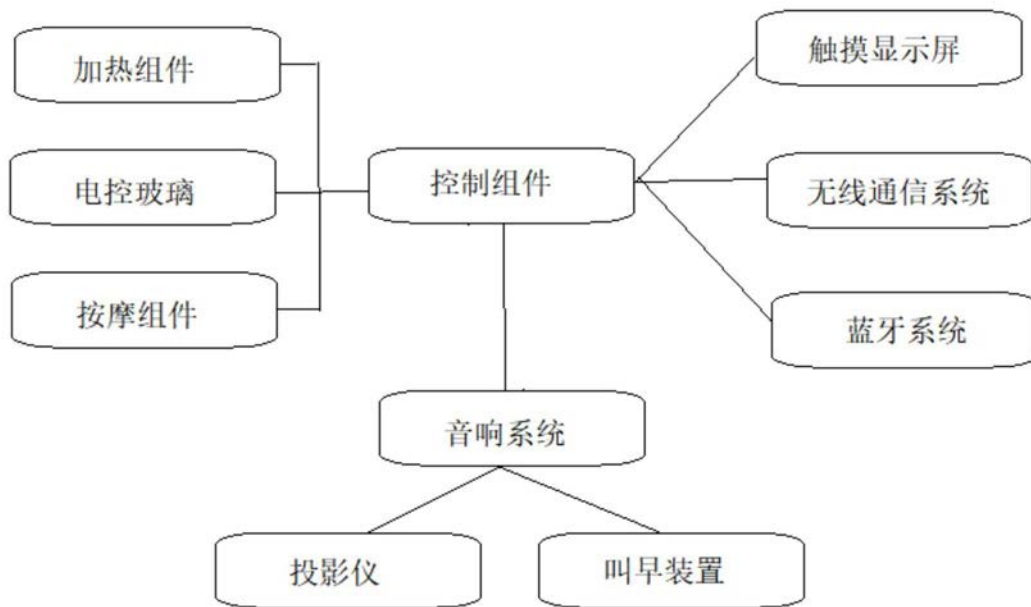 加热组件
触摸显示屏
电控玻璃
控制组件
无线通信系统
按摩组件
蓝牙系统
音响系统
投影仪
叫早装置